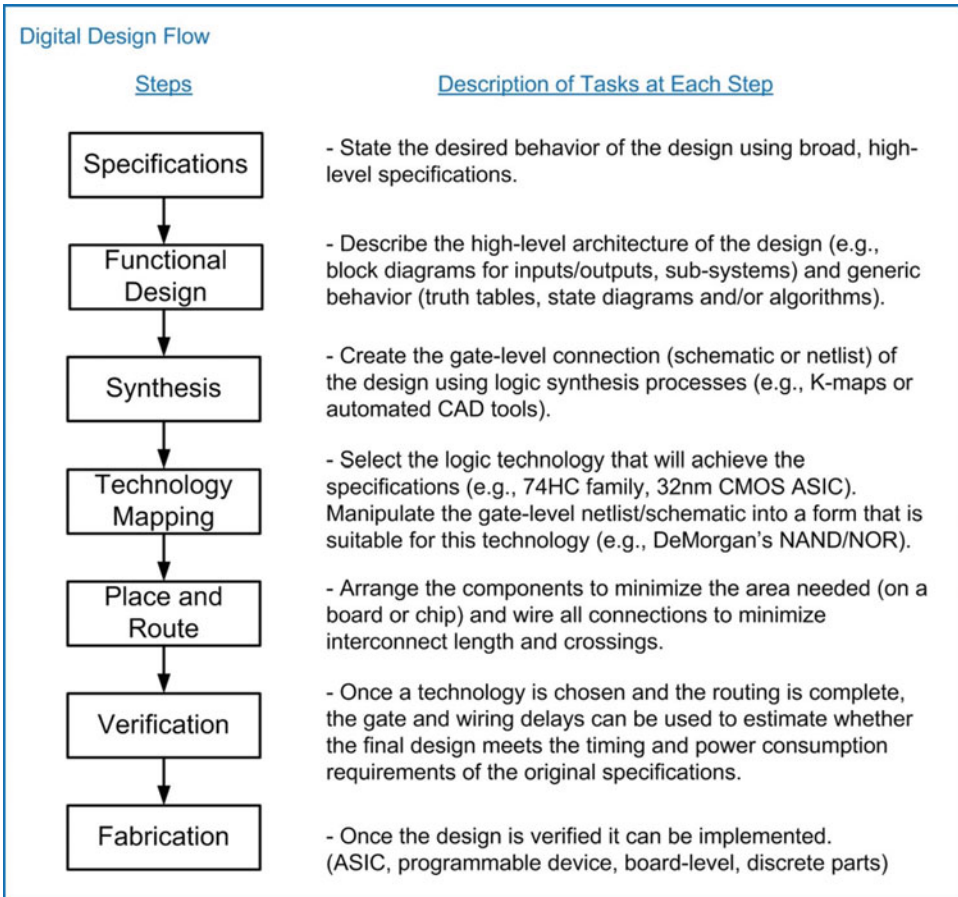 Digital Design Flow
Steps
Description of Tasks at Each Step
Specifications
- State the desired behavior of the design using broad, high-
level specifications.
Functional
Design
- Describe the high-level architecture of the design (e.g.,
block diagrams for inputs/outputs, sub-systems) and generic
behavior (truth tables, state diagrams and/or algorithms).
Synthesis
- Create the gate-level connection (schematic or netlist) of
the design using logic synthesis processes (e.g., K-maps or
automated CAD tools).
Technology
Mapping
- Select the logic technology that will achieve the
specifications (e.g., 74HC family, 32nm CMOS ASIC).
Manipulate the gate-level netlist/schematic into a form that is
suitable for this technology (e.g., DeMorgan's NAND/NOR).
Place and
Route
- Arrange the components to minimize the area needed (on a
board or chip) and wire all connections to minimize
interconnect length and crossings.
Verification
- Once a technology is chosen and the routing is complete,
the gate and wiring delays can be used to estimate whether
the final design meets the timing and power consumption
requirements of the original specifications.
Fabrication
- Once the design is verified it can be implemented.
(ASIC, programmable device, board-level, discrete parts)